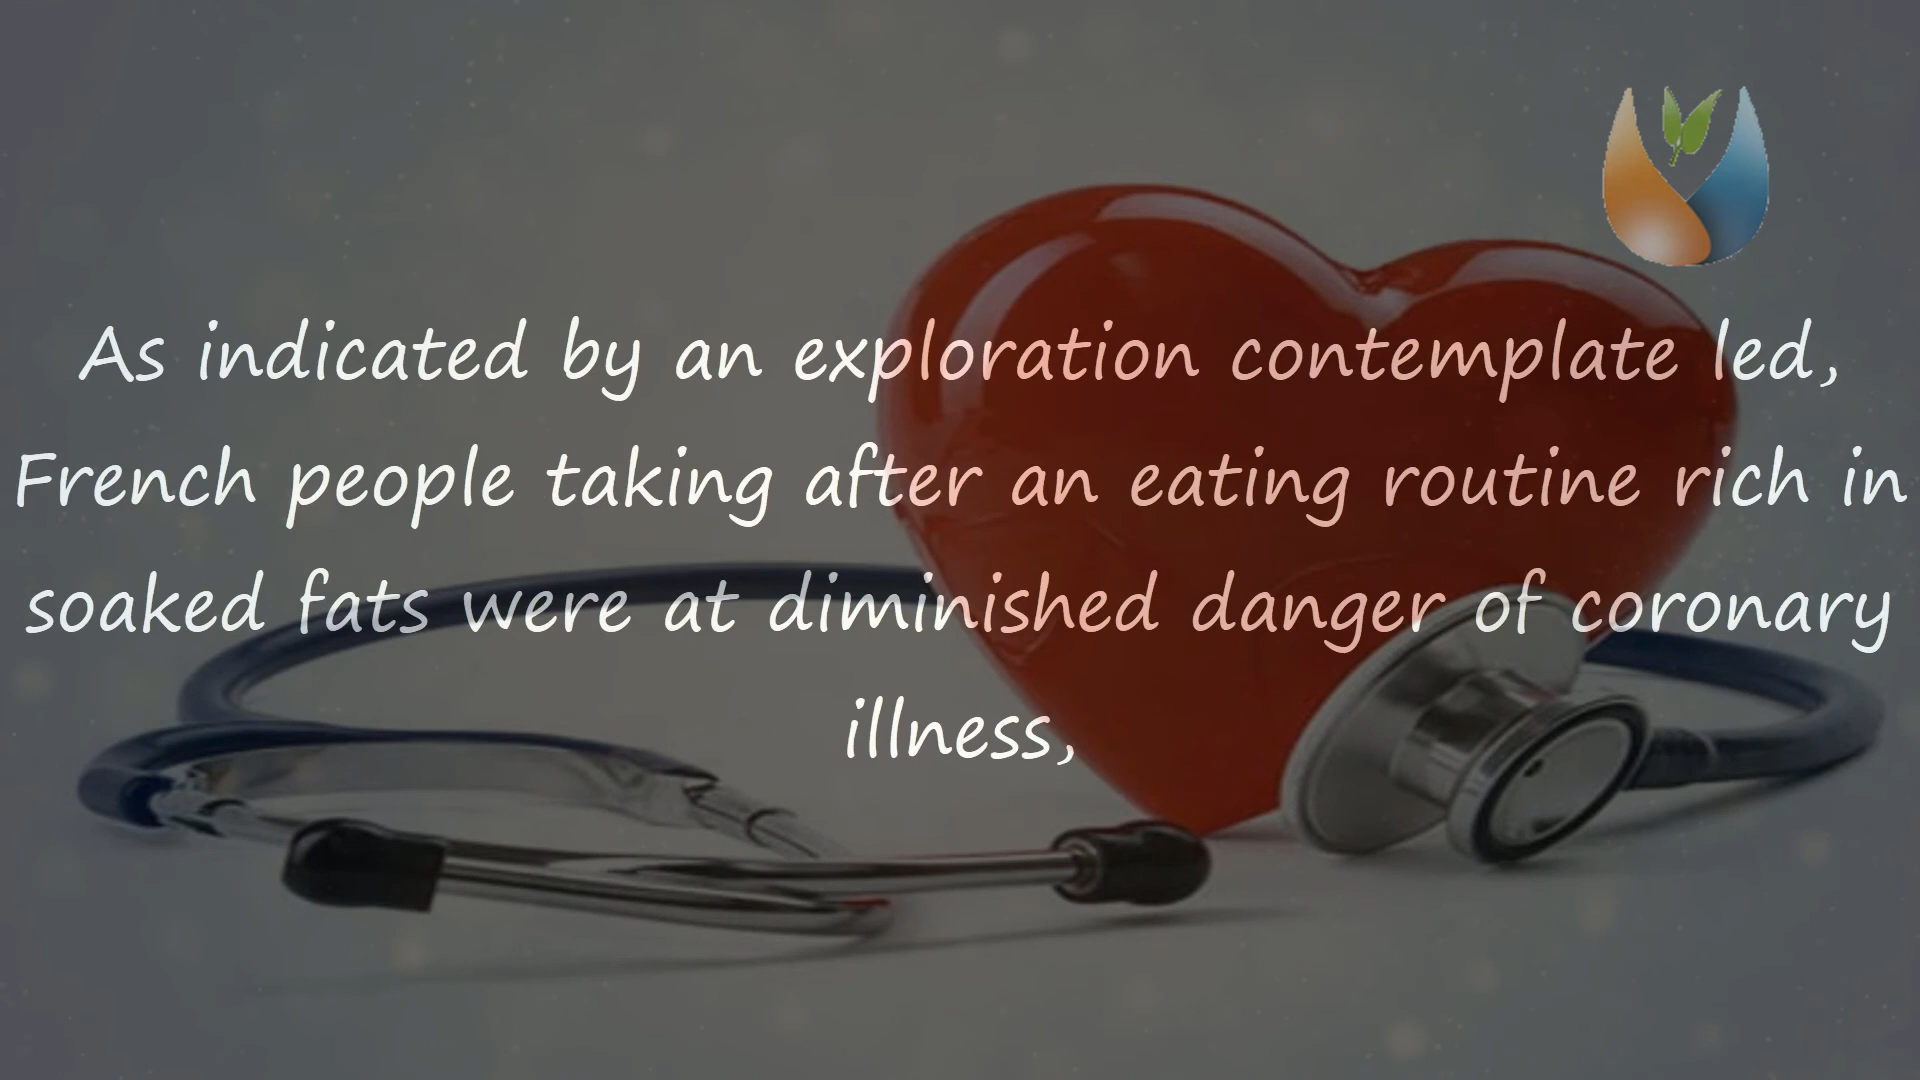 As indicated by an exploration contemplate led,
French people taking after an eating routine rich in
soaked fats were at diminished danger of coronary
illness,